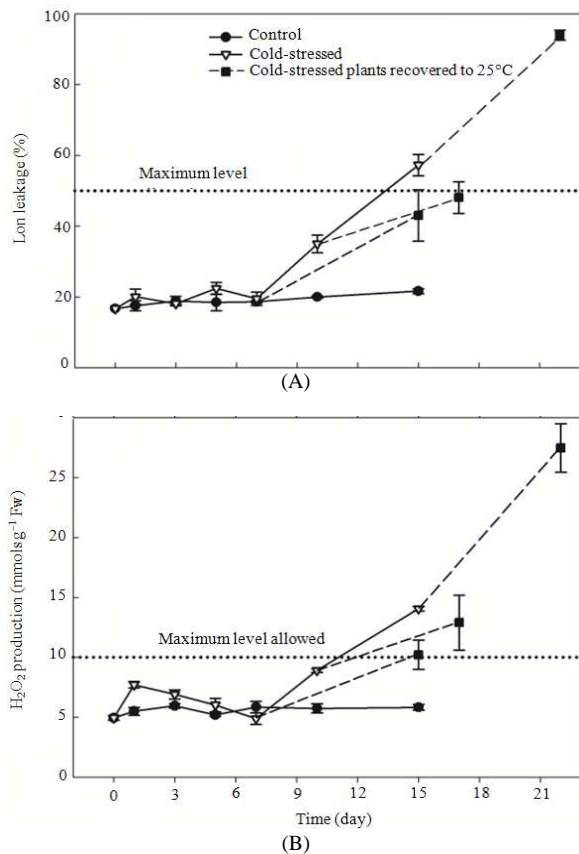 100
80
60
40
20
0
Lon leakage (%)
Control
Cold-stressed
Cold-stressed plants recovered to 25°C
Maximum level
(A)
25
20
15
10
5
0
H₂O₂ production (mmolsg⁻¹ Fw)
Maximum level allowed
0 3 6 9 12 15 18 21
Time (day)
(B)